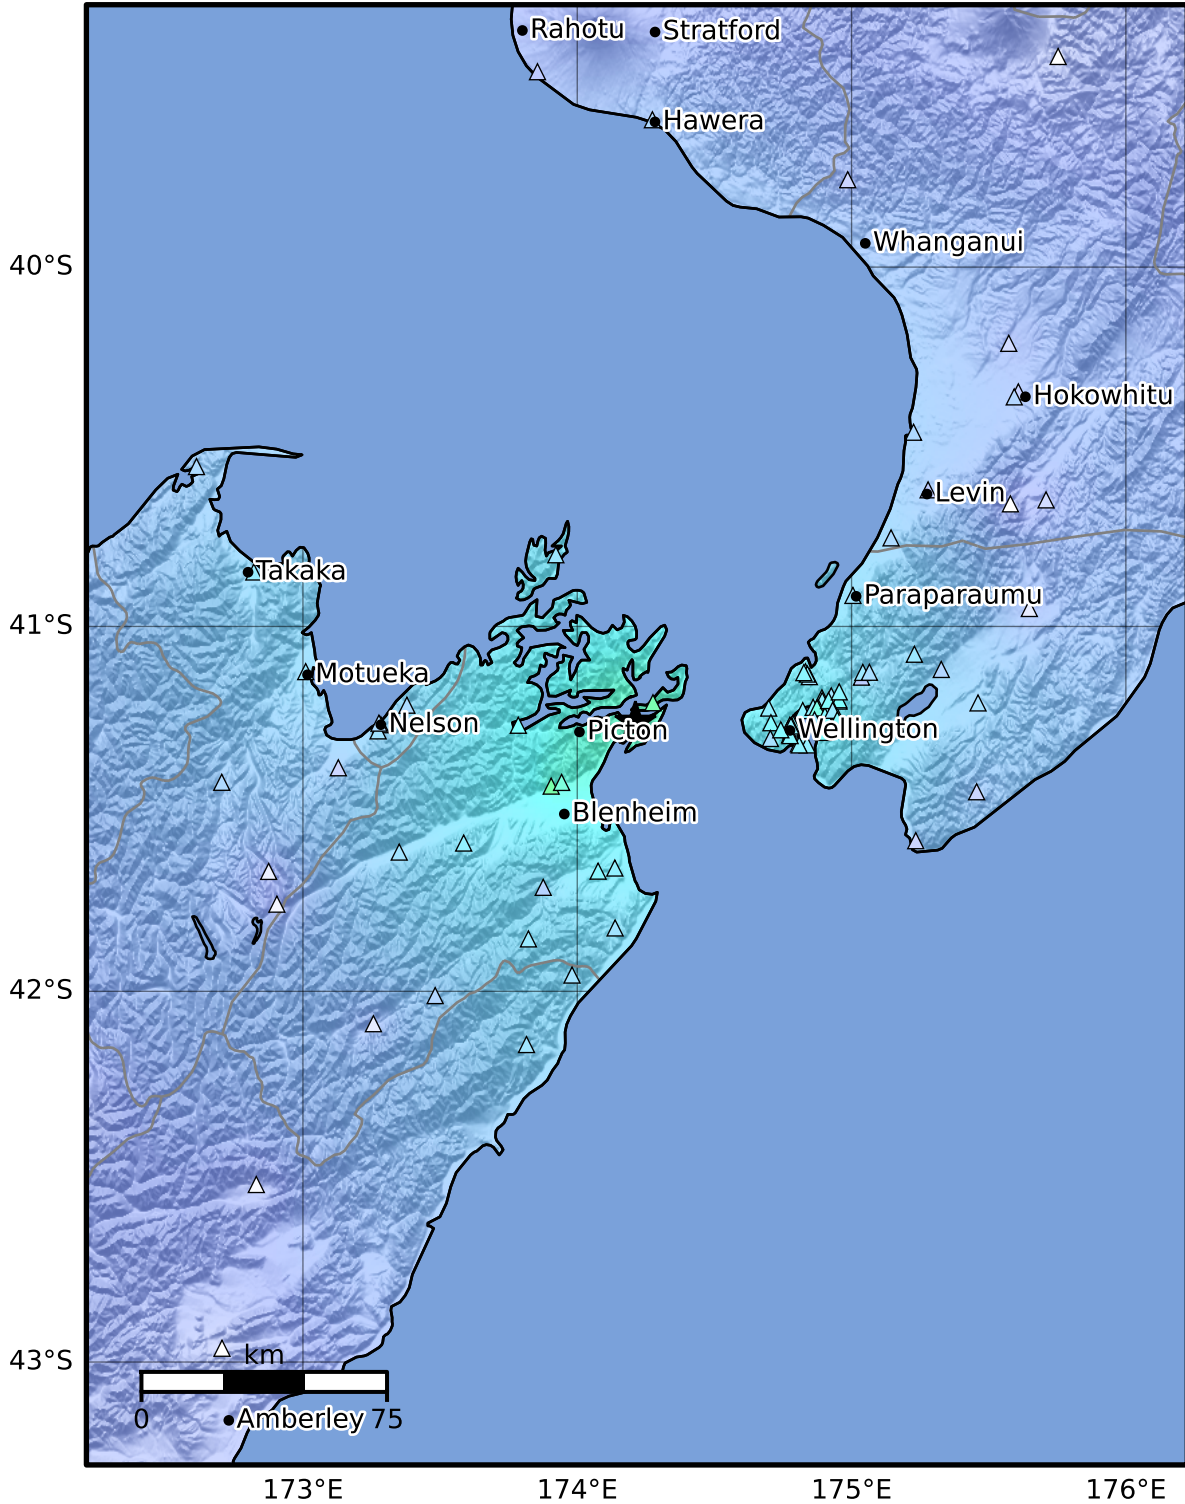 Rahotu
Stratford
Hawera
Whanganui
40°S
Hokowhitu
Levin
Takaka
Paraparaumu
41°S
Motueka
Nelson
Picton
Wellington
Blenheim
42°S
43°S
km
0
75
Amberley
173°E
174°E
175°E
176°E